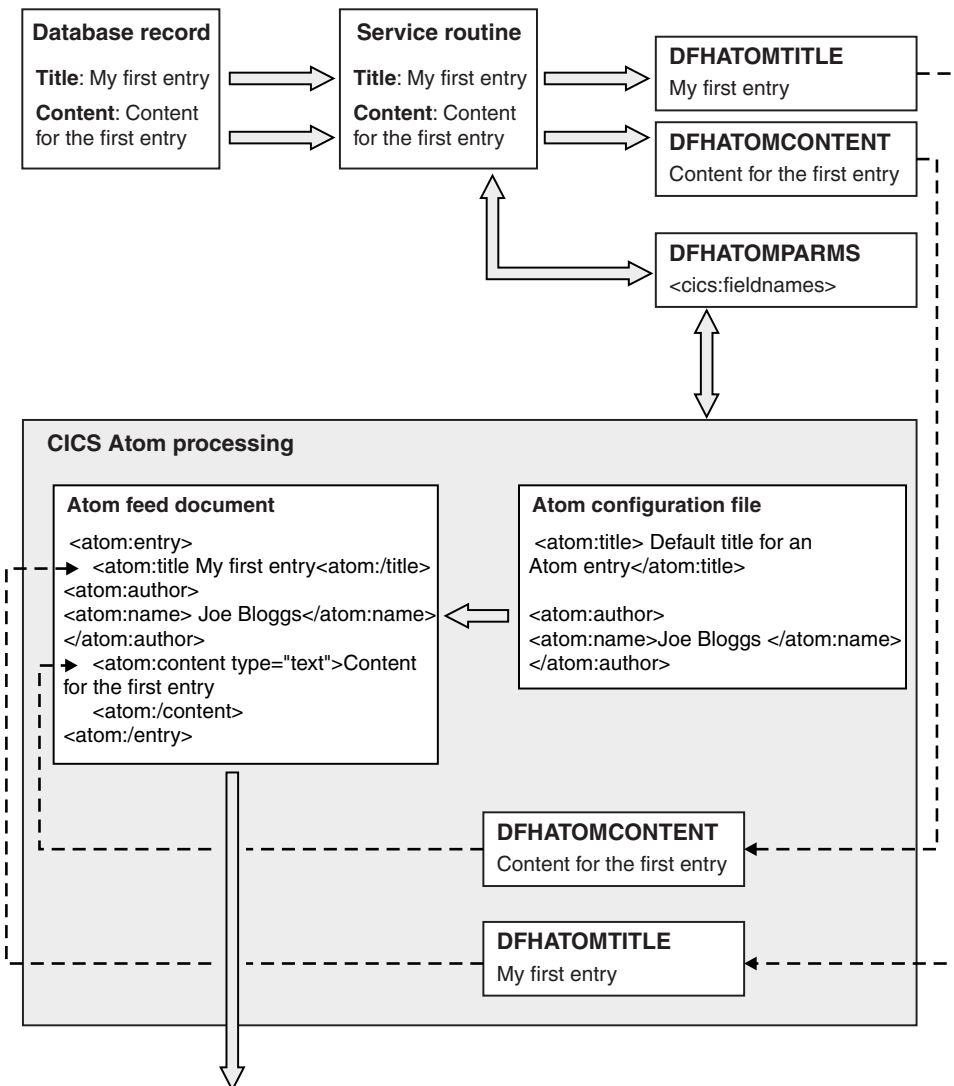 Database record
Title: My first entry
Content: Content
for the first entry
Service routine
Title: My first entry
Content: Content
for the first entry
DFHATOMTITLE
My first entry
DFHATOMCONTENT
Content for the first entry
DFHATOMPARMS
<cics:fieldnames>
CICS Atom processing
Atom feed document
<atom:entry>
<atom:title My first entry<atom:/title>
<atom:author>
<atom:name> Joe Bloggs</atom:name>
</atom:author>
<atom:content type="text">Content
for the first entry
<atom:/content>
<atom:/entry>
Atom configuration file
<atom:title> Default title for an
Atom entry</atom:title>
<atom:author>
<atom:name>Joe Bloggs </atom:name>
</atom:author>
DFHATOMCONTENT
Content for the first entry
DFHATOMTITLE
My first entry